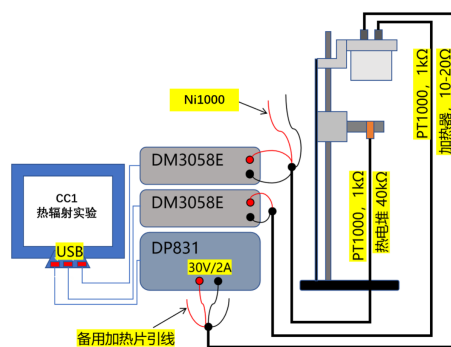 Ni1000
DM3058E
CC1
热辐射实验
USB
DM3058E
DP831
30V/2A
备用加热片引线
PT1000，1kΩ
热电堆 40kΩ
PT1000，1kΩ
加热器，10-20Ω